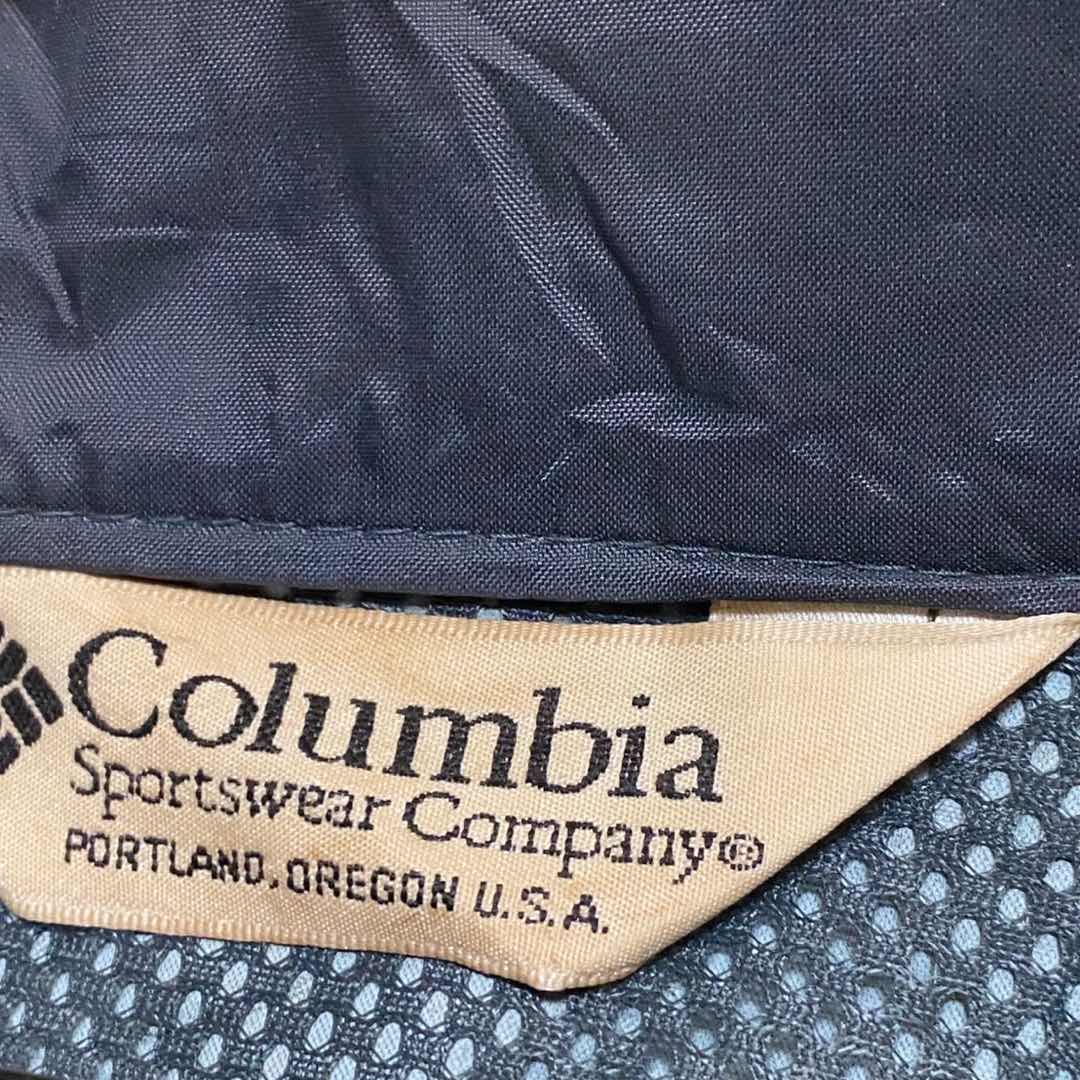 Columbia
Sportswear Company®
PORTLAND, OREGON U.S.A.